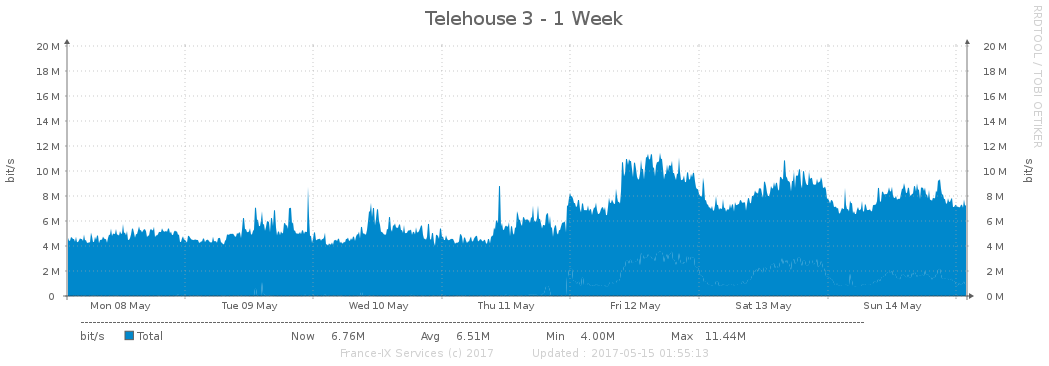 Telehouse 3 - 1 Week
RRDTOOL / TOBI OETIKER
20 M 20 M
18 M 18 M
16 M 16 M
14 M 14 M
12 M 12 M
10 M 10 M
8 M 8 M
6 M 6 M
4 M 4 M
2 M 2 M
0 0 M
bit/s bit/s
Mon 08 May Tue 09 May Wed 10 May Thu 11 May Fri 12 May Sat 13 May Sun 14 May
bit/s Total Now 6.76M Avg 6.51M Min 4.00M Max 11.44M
France-IX Services (c) 2017 Updated : 2017-05-15 01:55:13